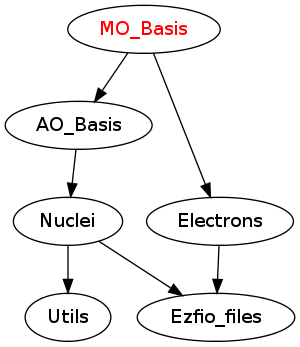 MO_Basis
AO_Basis
Nuclei
Electrons
Utils
Ezfio_files